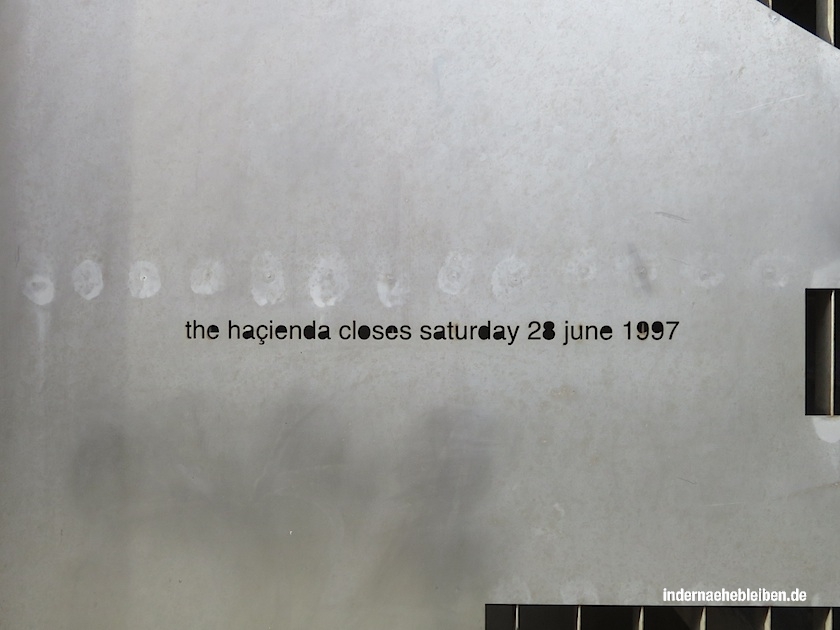 the haçienda closes saturday 28 june 1997
indernaehebleiben.de